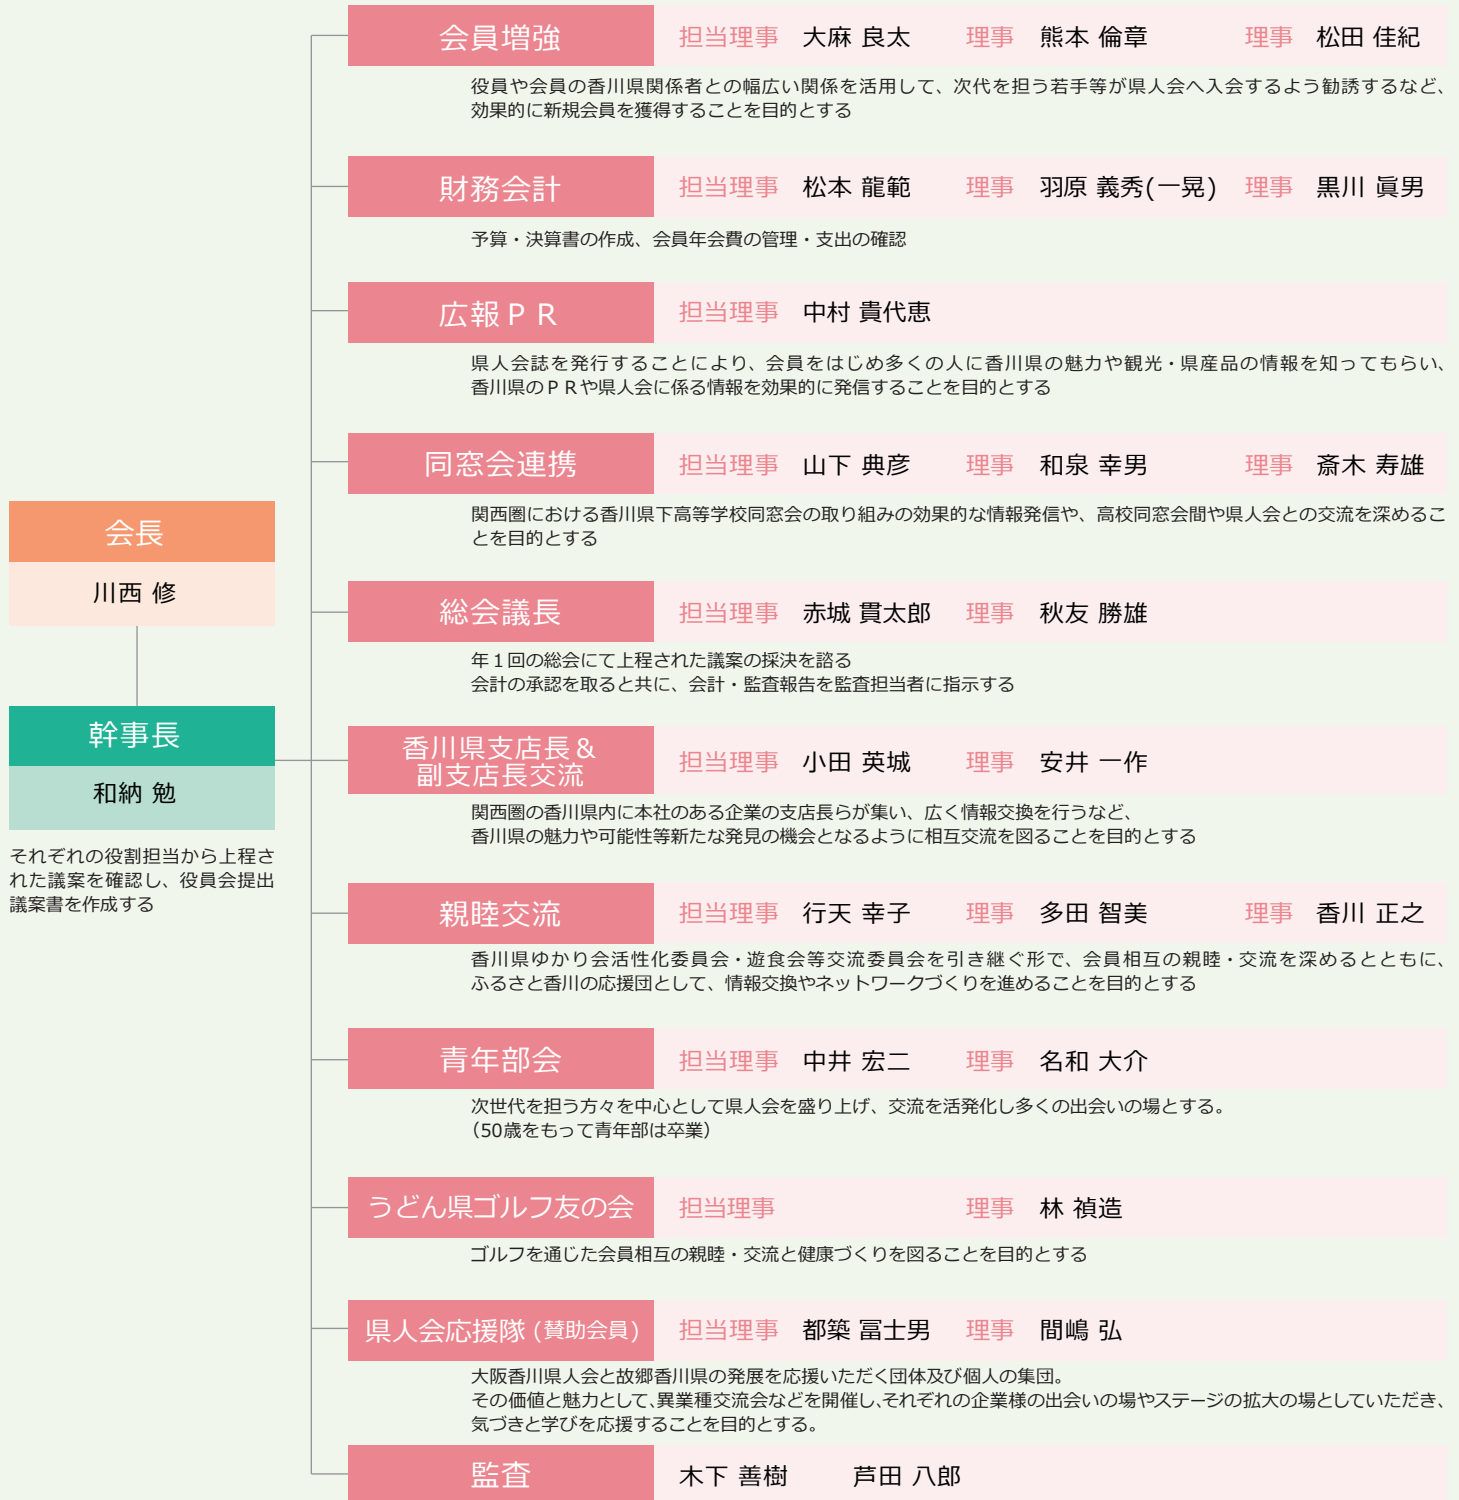 会長
川西 修
幹事長
和納 勉
それぞれの役割担当から上程さ
れた議案を確認し、役員会提出
議案書を作成する
会員増強 担当理事 大麻 良太 理事 熊本 倫章 理事 松田 佳紀
役員や会員の香川県関係者との幅広い関係を活用して、次代を担う若手等が県人会へ入会するよう勧誘するなど、
効果的に新規会員を獲得することを目的とする
財務会計 担当理事 松本 龍範 理事 羽原 義秀(一晃) 理事 黒川 眞男
予算・決算書の作成、会員年会費の管理・支出の確認
広報ＰＲ 担当理事 中村 貴代恵
県人会誌を発行することにより、会員をはじめ多くの人に香川県の魅力や観光・県産品の情報を知ってもらい、
香川県のＰＲや県人会に係る情報を効果的に発信することを目的とする
同窓会連携 担当理事 山下 典彦 理事 和泉 幸男 理事 斎木 寿雄
関西圏における香川県下高等学校同窓会の取り組みの効果的な情報発信や、高校同窓会間や県人会との交流を深めるこ
とを目的とする
総会議長 担当理事 赤城 貫太郎 理事 秋友 勝雄
年１回の総会にて上程された議案の採決を諮る
会計の承認を取ると共に、会計・監査報告を監査担当者に指示する
香川県支店長＆
副支店長交流 担当理事 小田 英城 理事 安井 一作
関西圏の香川県内に本社のある企業の支店長らが集い、広く情報交換を行うなど、
香川県の魅力や可能性等新たな発見の機会となるように相互交流を図ることを目的とする
親睦交流 担当理事 行天 幸子 理事 多田 智美 理事 香川 正之
香川県ゆかり会活性化委員会・遊食会等交流委員会を引き継ぐ形で、会員相互の親睦・交流を深めるとともに、
ふるさと香川の応援団として、情報交換やネットワークづくりを進めることを目的とする
青年部会 担当理事 中井 宏二 理事 名和 大介
次世代を担う方々を中心として県人会を盛り上げ、交流を活発化し多くの出会いの場とする。
（50歳をもって青年部は卒業）
うどん県ゴルフ友の会 担当理事 理事 林 禎造
ゴルフを通じた会員相互の親睦・交流と健康づくりを図ることを目的とする
県人会応援隊 (賛助会員) 担当理事 都築 冨士男 理事 間嶋 弘
大阪香川県人会と故郷香川県の発展を応援いただく団体及び個人の集団。
その価値と魅力として、異業種交流会などを開催し、それぞれの企業様の出会いの場やステージの拡大の場としていただき、
気づきと学びを応援することを目的とする。
監査 木下 善樹 芦田 八郎